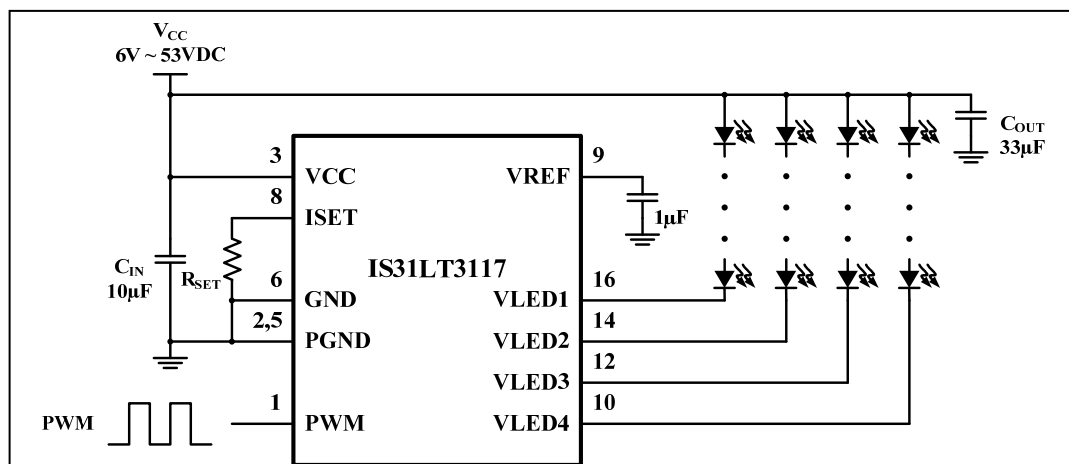 VCC
6V ~ 53VDC
3
VCC
8
ISET
CIN
10µF
RSET
6
GND
2,5
PGND
PWM
1
PWM
IS31LT3117
9
VREF
1µF
16
VLED1
14
VLED2
12
VLED3
10
VLED4
COUT
33µF